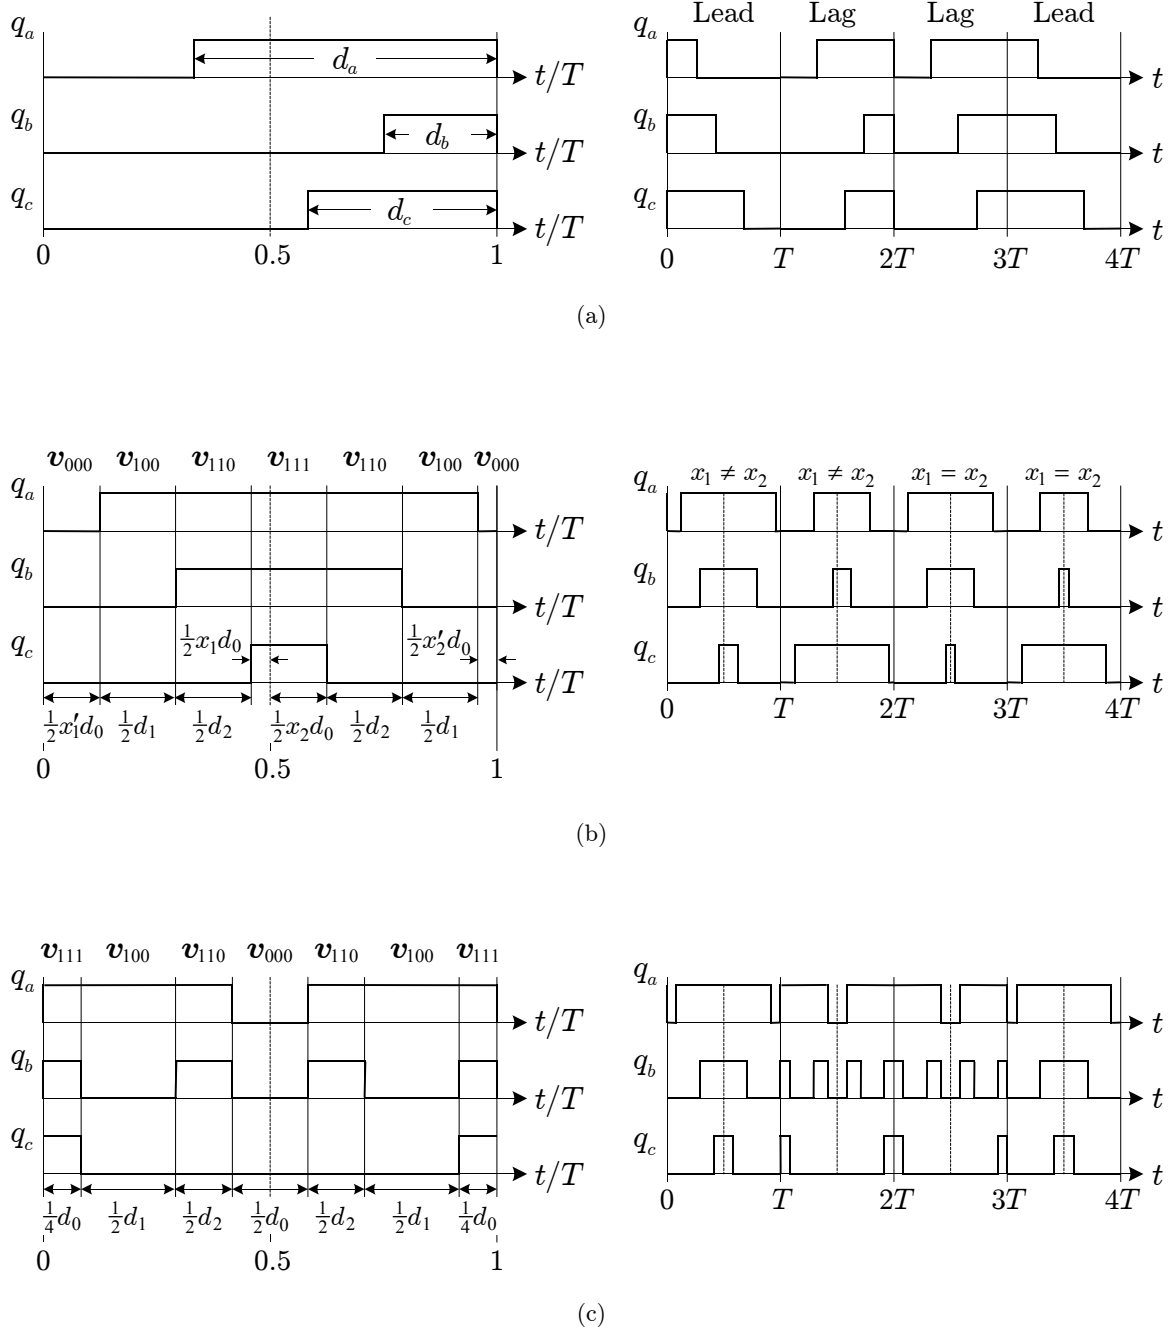 q_a Lead Lag Lag Lead
d_a t/T t
q_b
d_b t/T t
q_c
d_c t/T t
0 0.5 1 0 T 2T 3T 4T
(a)
v_000 v_100 v_110 v_111 v_110 v_100 v_000
q_a x_1 ≠ x_2 x_1 ≠ x_2 x_1 = x_2 x_1 = x_2
t/T t
q_b q_b
t/T t
q_c ½x_1d_0 ½x′_2d_0 q_c
t/T t
½x′_1d_0 ½d_1 ½d_2 ½x_2d_0 ½d_2 ½d_1 0 T 2T 3T 4T
0 0.5 1
(b)
v_111 v_100 v_110 v_000 v_110 v_100 v_111
q_a q_a
t/T t
q_b q_b
t/T t
q_c q_c
t/T t
¼d_0 ½d_1 ½d_2 ½d_0 ½d_2 ½d_1 ¼d_0 0 T 2T 3T 4T
0 0.5 1
(c)